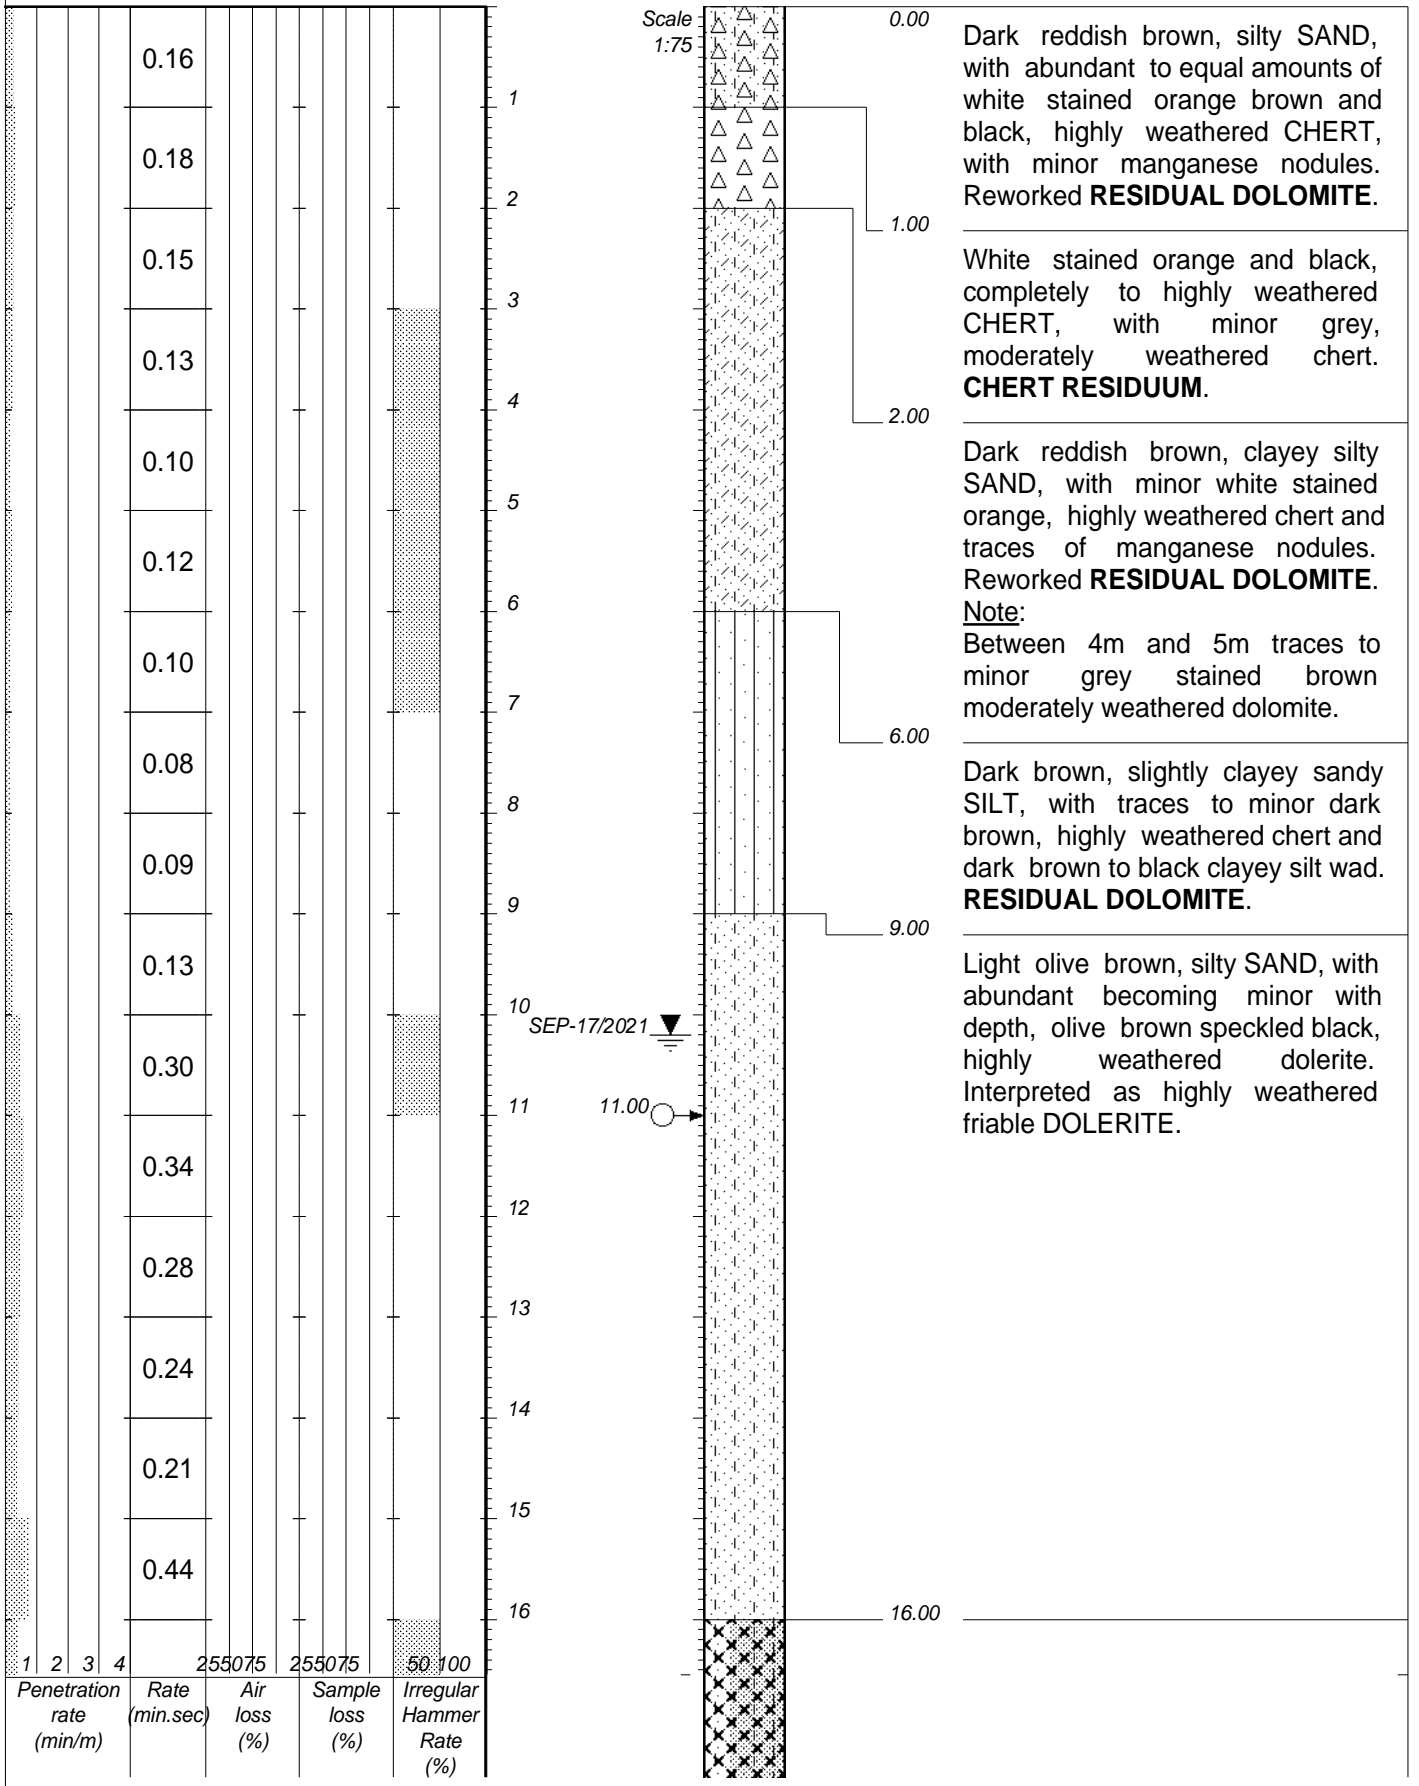 Scale
1:75
0.00
Dark reddish brown, silty SAND,
with abundant to equal amounts of
white stained orange brown and
black, highly weathered CHERT,
with minor manganese nodules.
Reworked RESIDUAL DOLOMITE.
1.00
White stained orange and black,
completely to highly weathered
CHERT, with minor grey,
moderately weathered chert.
CHERT RESIDUUM.
2.00
Dark reddish brown, clayey silty
SAND, with minor white stained
orange, highly weathered chert and
traces of manganese nodules.
Reworked RESIDUAL DOLOMITE.
Note:
Between 4m and 5m traces to
minor grey stained brown
moderately weathered dolomite.
6.00
Dark brown, slightly clayey sandy
SILT, with traces to minor dark
brown, highly weathered chert and
dark brown to black clayey silt wad.
RESIDUAL DOLOMITE.
9.00
Light olive brown, silty SAND, with
abundant becoming minor with
depth, olive brown speckled black,
highly weathered dolerite.
Interpreted as highly weathered
friable DOLERITE.
16.00
0.16
1
0.18
2
0.15
3
0.13
4
0.10
5
0.12
6
0.10
7
0.08
8
0.09
9
0.13
10
SEP-17/2021
0.30
11
11.00
0.34
12
0.28
13
0.24
14
0.21
15
0.44
16
1 2 3 4
255075
255075
50 100
Penetration
rate
(min/m)
Rate
(min.sec)
Air
loss
(%)
Sample
loss
(%)
Irregular
Hammer
Rate
(%)